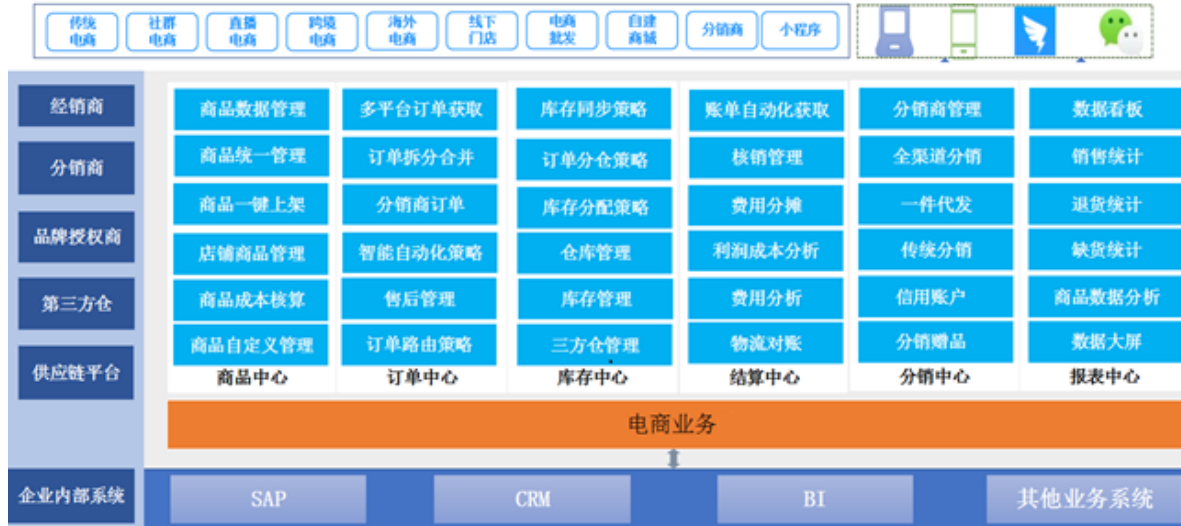 传统
电商
社群
电商
直播
电商
跨境
电商
海外
电商
线下
门店
电商
批发
自建
商城
分销商
小程序
经销商
分销商
品牌授权商
第三方仓
供应链平台
商品数据管理
商品统一管理
商品一键上架
店铺商品管理
商品成本核算
商品自定义管理
商品中心
多平台订单获取
订单拆分合并
分销商订单
智能自动化策略
售后管理
订单路由策略
订单中心
库存同步策略
订单分仓策略
库存分配策略
仓库管理
库存管理
三方仓管理
库存中心
账单自动化获取
核销管理
费用分摊
利润成本分析
费用分析
物流对账
结算中心
分销商管理
全渠道分销
一件代发
传统分销
信用账户
分销赠品
分销中心
数据看板
销售统计
退货统计
缺货统计
商品数据分析
数据大屏
报表中心
电商业务
企业内部系统
SAP
CRM
BI
其他业务系统